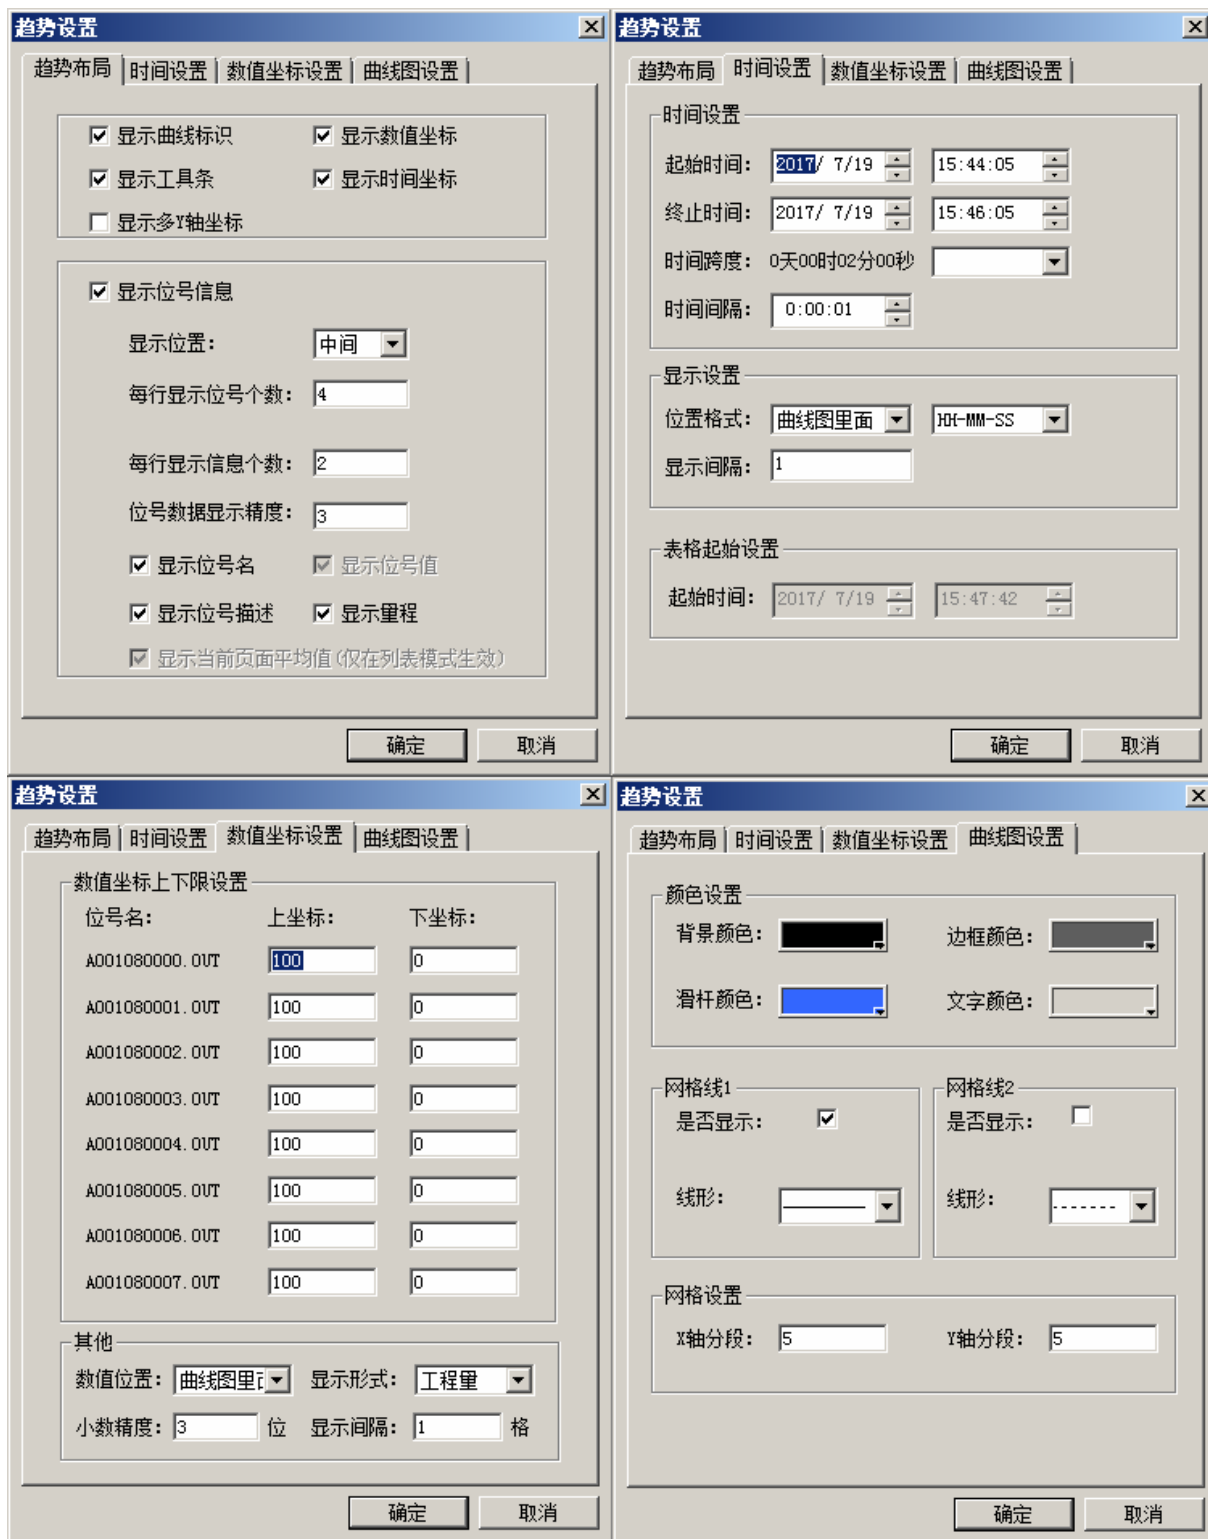 趋势设置
趋势布局 时间设置 数值坐标设置 曲线图设置
显示曲线标识 显示数值坐标
显示工具条 显示时间坐标
显示多Y轴坐标
显示位号信息
显示位置： 中间
每行显示位号个数： 4
每行显示信息个数： 2
位号数据显示精度： 3
显示位号名 显示位号值
显示位号描述 显示量程
显示当前页面平均值(仅在列表模式生效)
确定 取消
趋势设置
趋势布局 时间设置 数值坐标设置 曲线图设置
时间设置
起始时间： 2017/ 7/19 15:44:05
终止时间： 2017/ 7/19 15:46:05
时间跨度： 0天00时02分00秒
时间间隔： 0:00:01
显示设置
位置格式： 曲线图里面 HH-MM-SS
显示间隔： 1
表格起始设置
起始时间： 2017/ 7/19 15:47:42
确定 取消
趋势设置
趋势布局 时间设置 数值坐标设置 曲线图设置
数值坐标上下限设置
位号名： 上坐标： 下坐标：
A001080000.OUT 100 0
A001080001.OUT 100 0
A001080002.OUT 100 0
A001080003.OUT 100 0
A001080004.OUT 100 0
A001080005.OUT 100 0
A001080006.OUT 100 0
A001080007.OUT 100 0
其他
数值位置： 曲线图里 显示形式： 工程量
小数精度： 3 位 显示间隔： 1 格
确定 取消
趋势设置
趋势布局 时间设置 数值坐标设置 曲线图设置
颜色设置
背景颜色： 边框颜色：
滑杆颜色： 文字颜色：
网格线1 网格线2
是否显示： 是否显示：
线形： 线形：
网格设置
X轴分段： 5 Y轴分段： 5
确定 取消